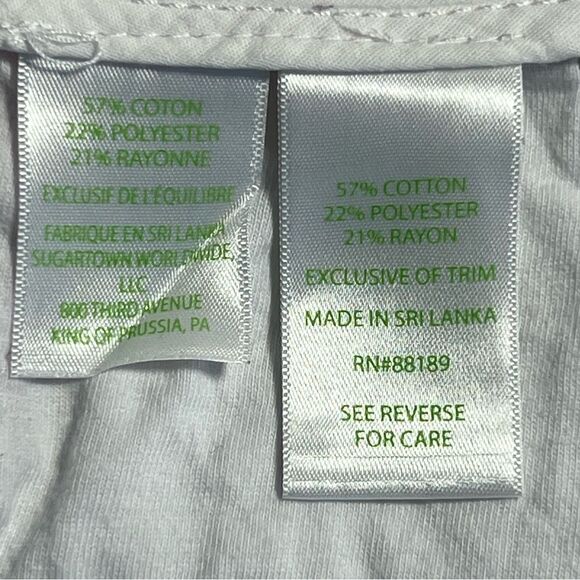 57% COTON
22% POLYESTER
21% RAYONNE
EXCLUSIF DE L'ÉQUILIBRE
FABRIQUE EN SRI LANKA
SUGARTOWN WORLDWIDE,
LLC
800 THIRD AVENUE
KING OF PRUSSIA, PA
57% COTTON
22% POLYESTER
21% RAYON
EXCLUSIVE OF TRIM
MADE IN SRI LANKA
RN#88189
SEE REVERSE
FOR CARE